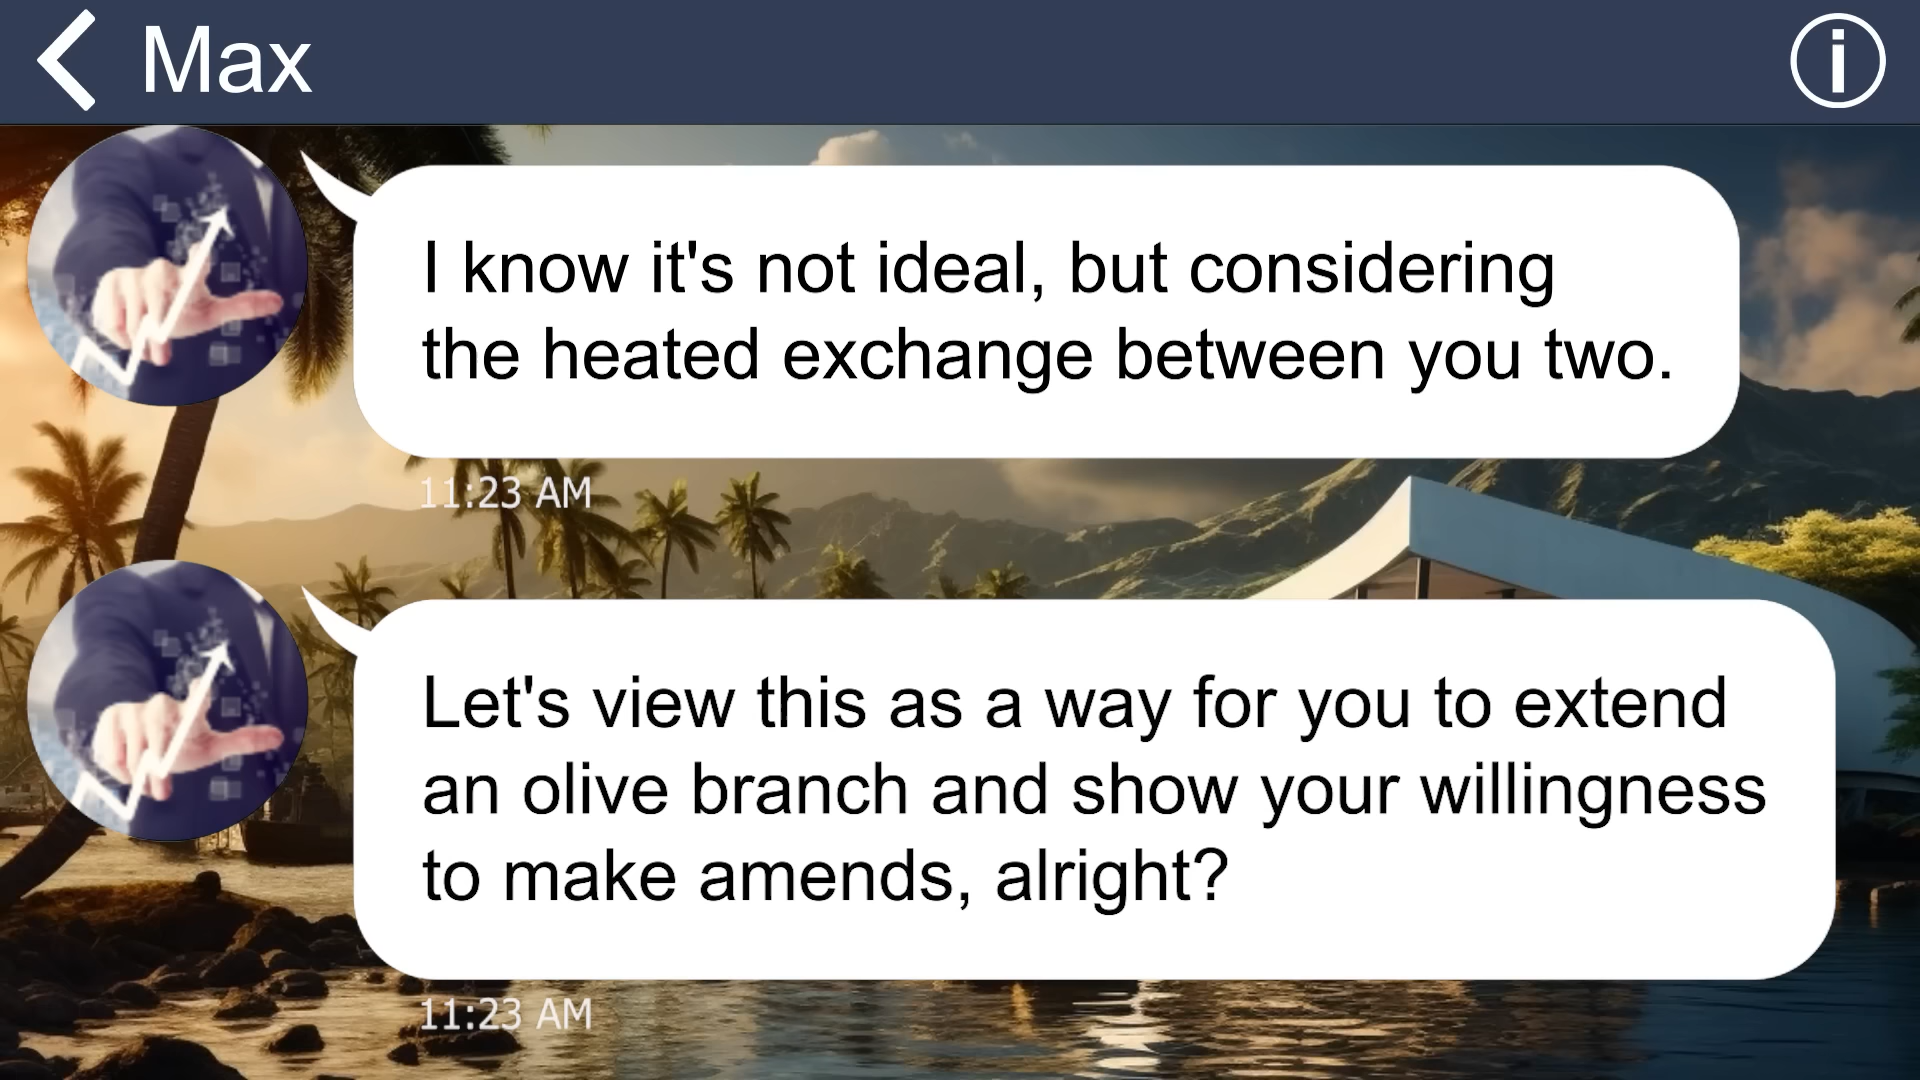 Max
I know it's not ideal, but considering
the heated exchange between you two.
11:23 AM
Let's view this as a way for you to extend
an olive branch and show your willingness
to make amends, alright?
11:23 AM